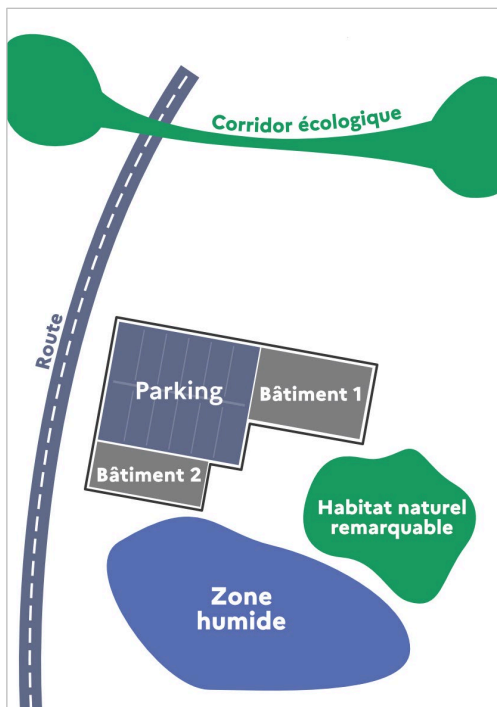 Corridor écologique
Route
Parking
Bâtiment 1
Bâtiment 2
Habitat naturel
remarquable
Zone
humide